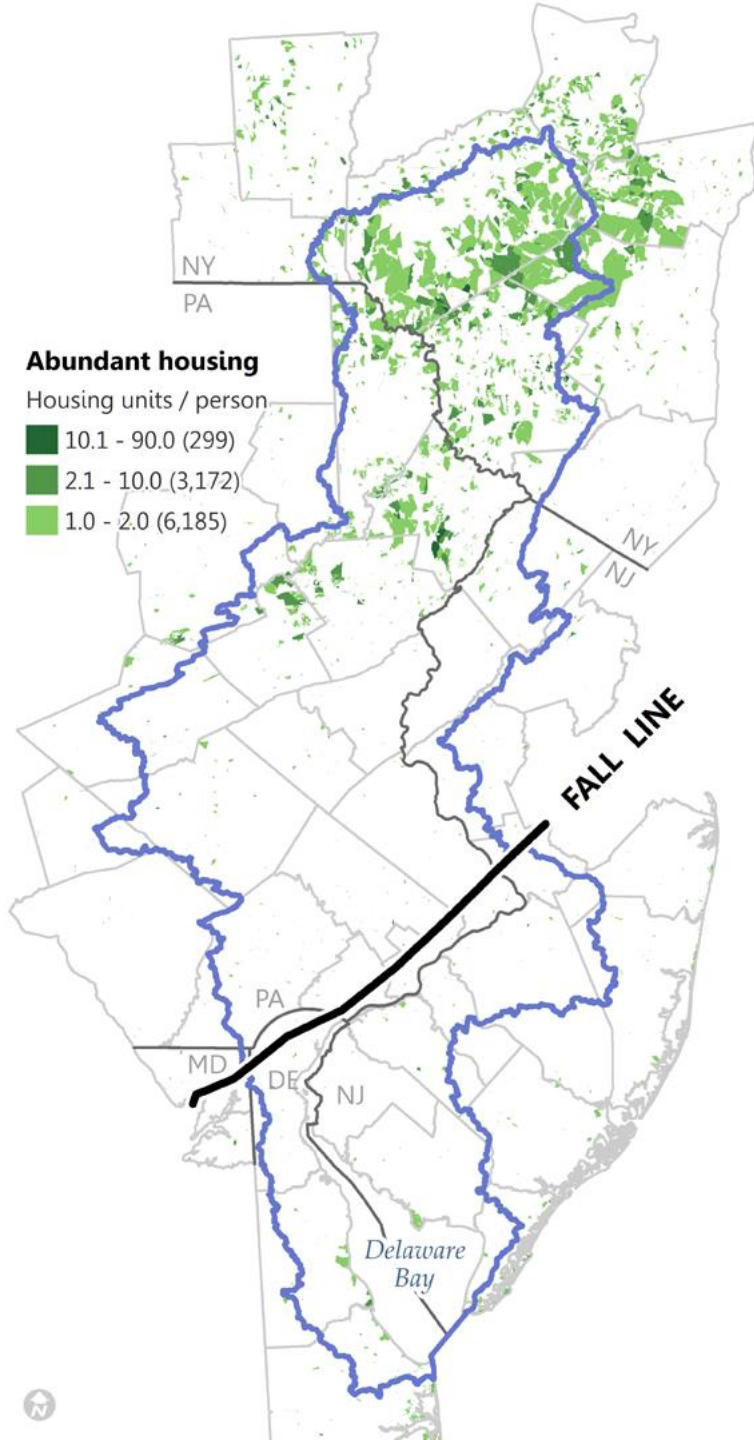 NY
PA
Abundant housing
Housing units / person
10.1 - 90.0 (299)
2.1 - 10.0 (3,172)
1.0 - 2.0 (6,185)
NY
NJ
FALL LINE
PA
MD
DE
NJ
Delaware
Bay
N